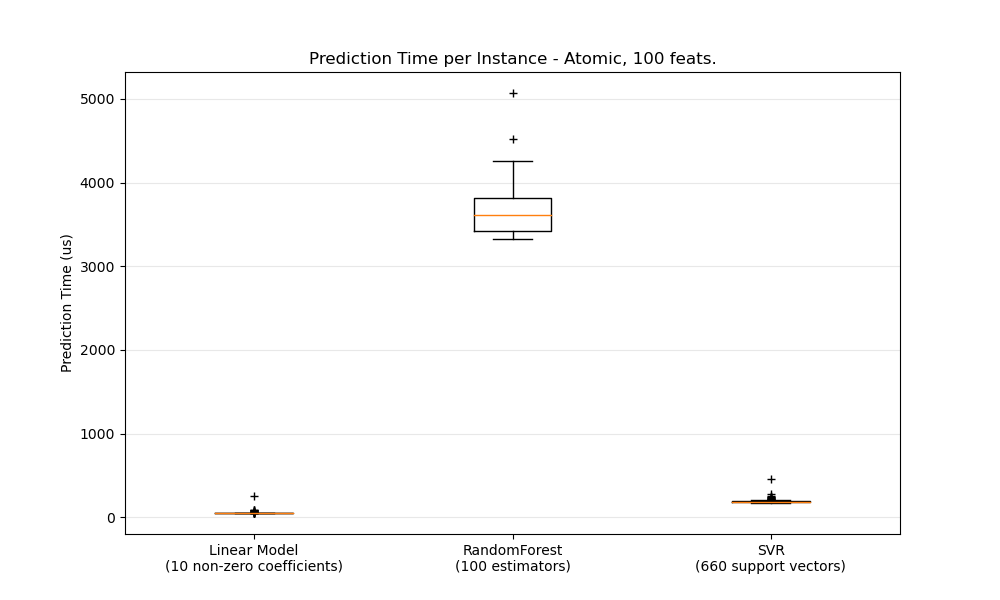 Prediction Time per Instance - Atomic, 100 feats.
5000
4000
3000
2000
1000
0
Prediction Time (us)
Linear Model
(10 non-zero coefficients)
RandomForest
(100 estimators)
SVR
(660 support vectors)